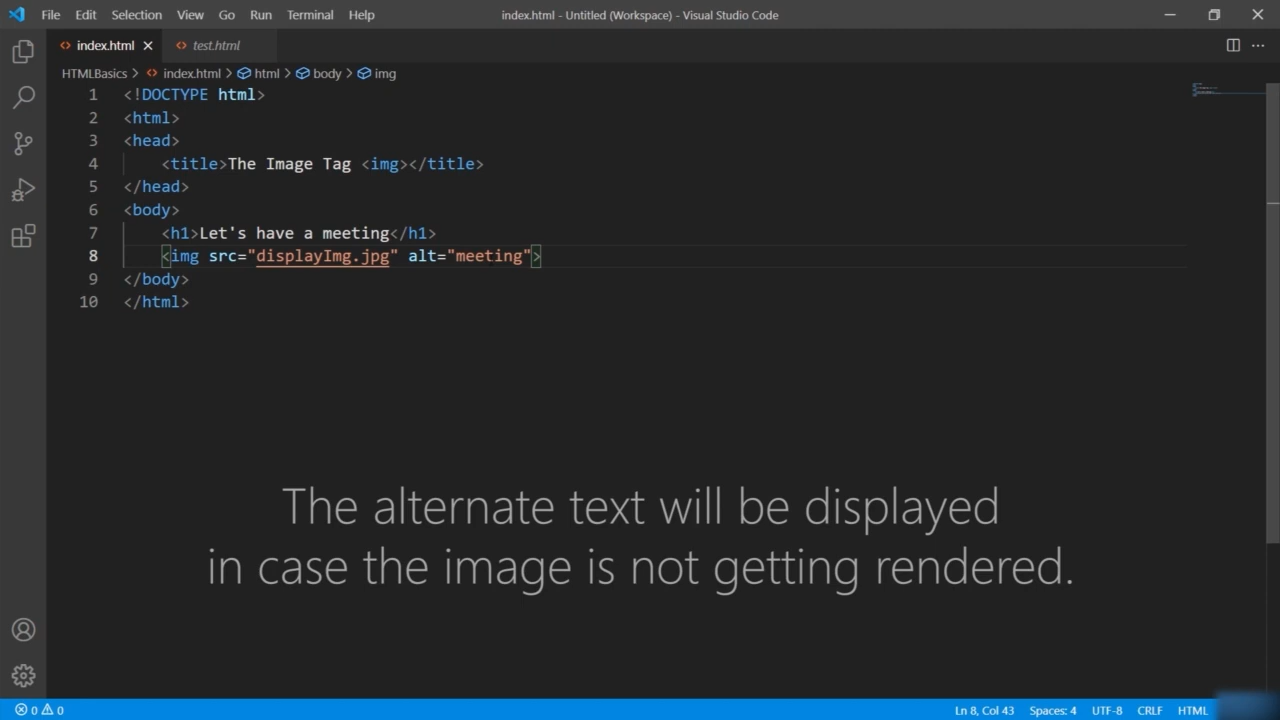 File Edit Selection View Go Run Terminal Help index.html - Untitled (Workspace) - Visual Studio Code
index.html test.html
HTMLBasics > index.html > html > body > img
1 <!DOCTYPE html>
2 <html>
3 <head>
4 <title>The Image Tag <img></title>
5 </head>
6 <body>
7 <h1>Let's have a meeting</h1>
8 <img src="displayImg.jpg" alt="meeting">
9 </body>
10 </html>
The alternate text will be displayed
in case the image is not getting rendered.
0 0 Ln 8, Col 43 Spaces: 4 UTF-8 CRLF HTML